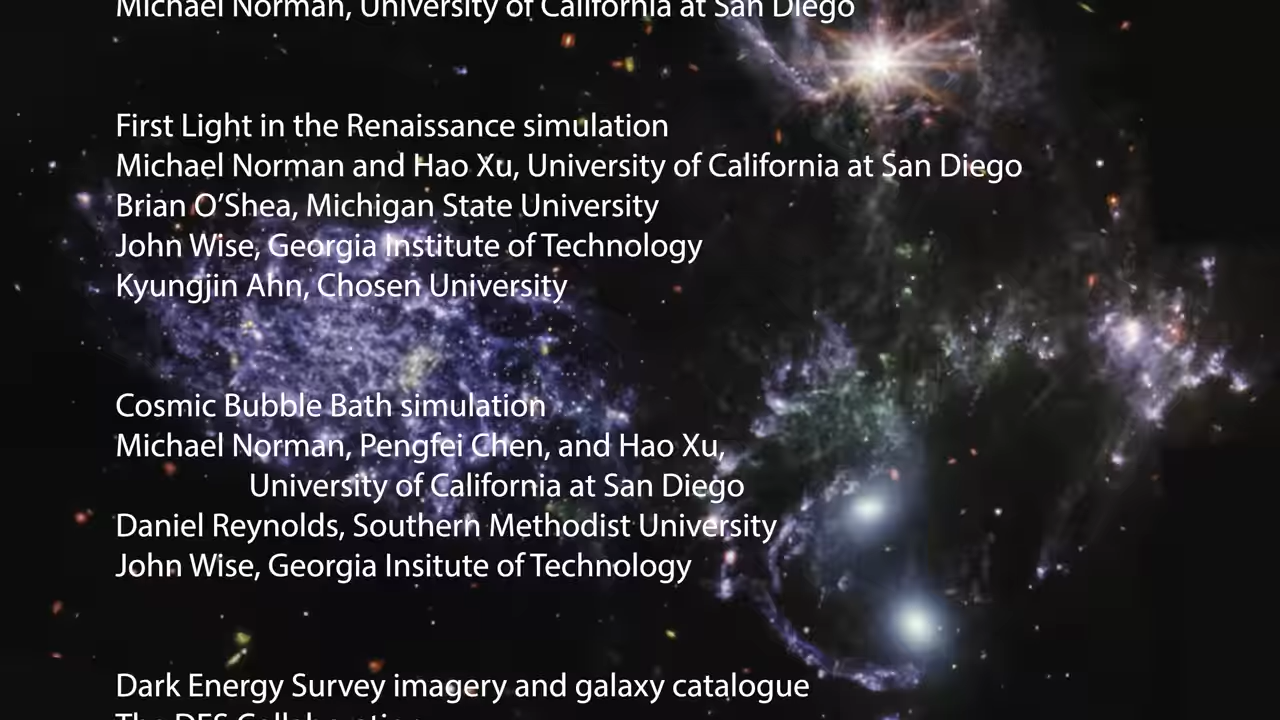 Michael Norman, University of California at San Diego
First Light in the Renaissance simulation
Michael Norman and Hao Xu, University of California at San Diego
Brian O’Shea, Michigan State University
John Wise, Georgia Institute of Technology
Kyungjin Ahn, Chosen University
Cosmic Bubble Bath simulation
Michael Norman, Pengfei Chen, and Hao Xu,
University of California at San Diego
Daniel Reynolds, Southern Methodist University
John Wise, Georgia Insitute of Technology
Dark Energy Survey imagery and galaxy catalogue
The DES Collaboration